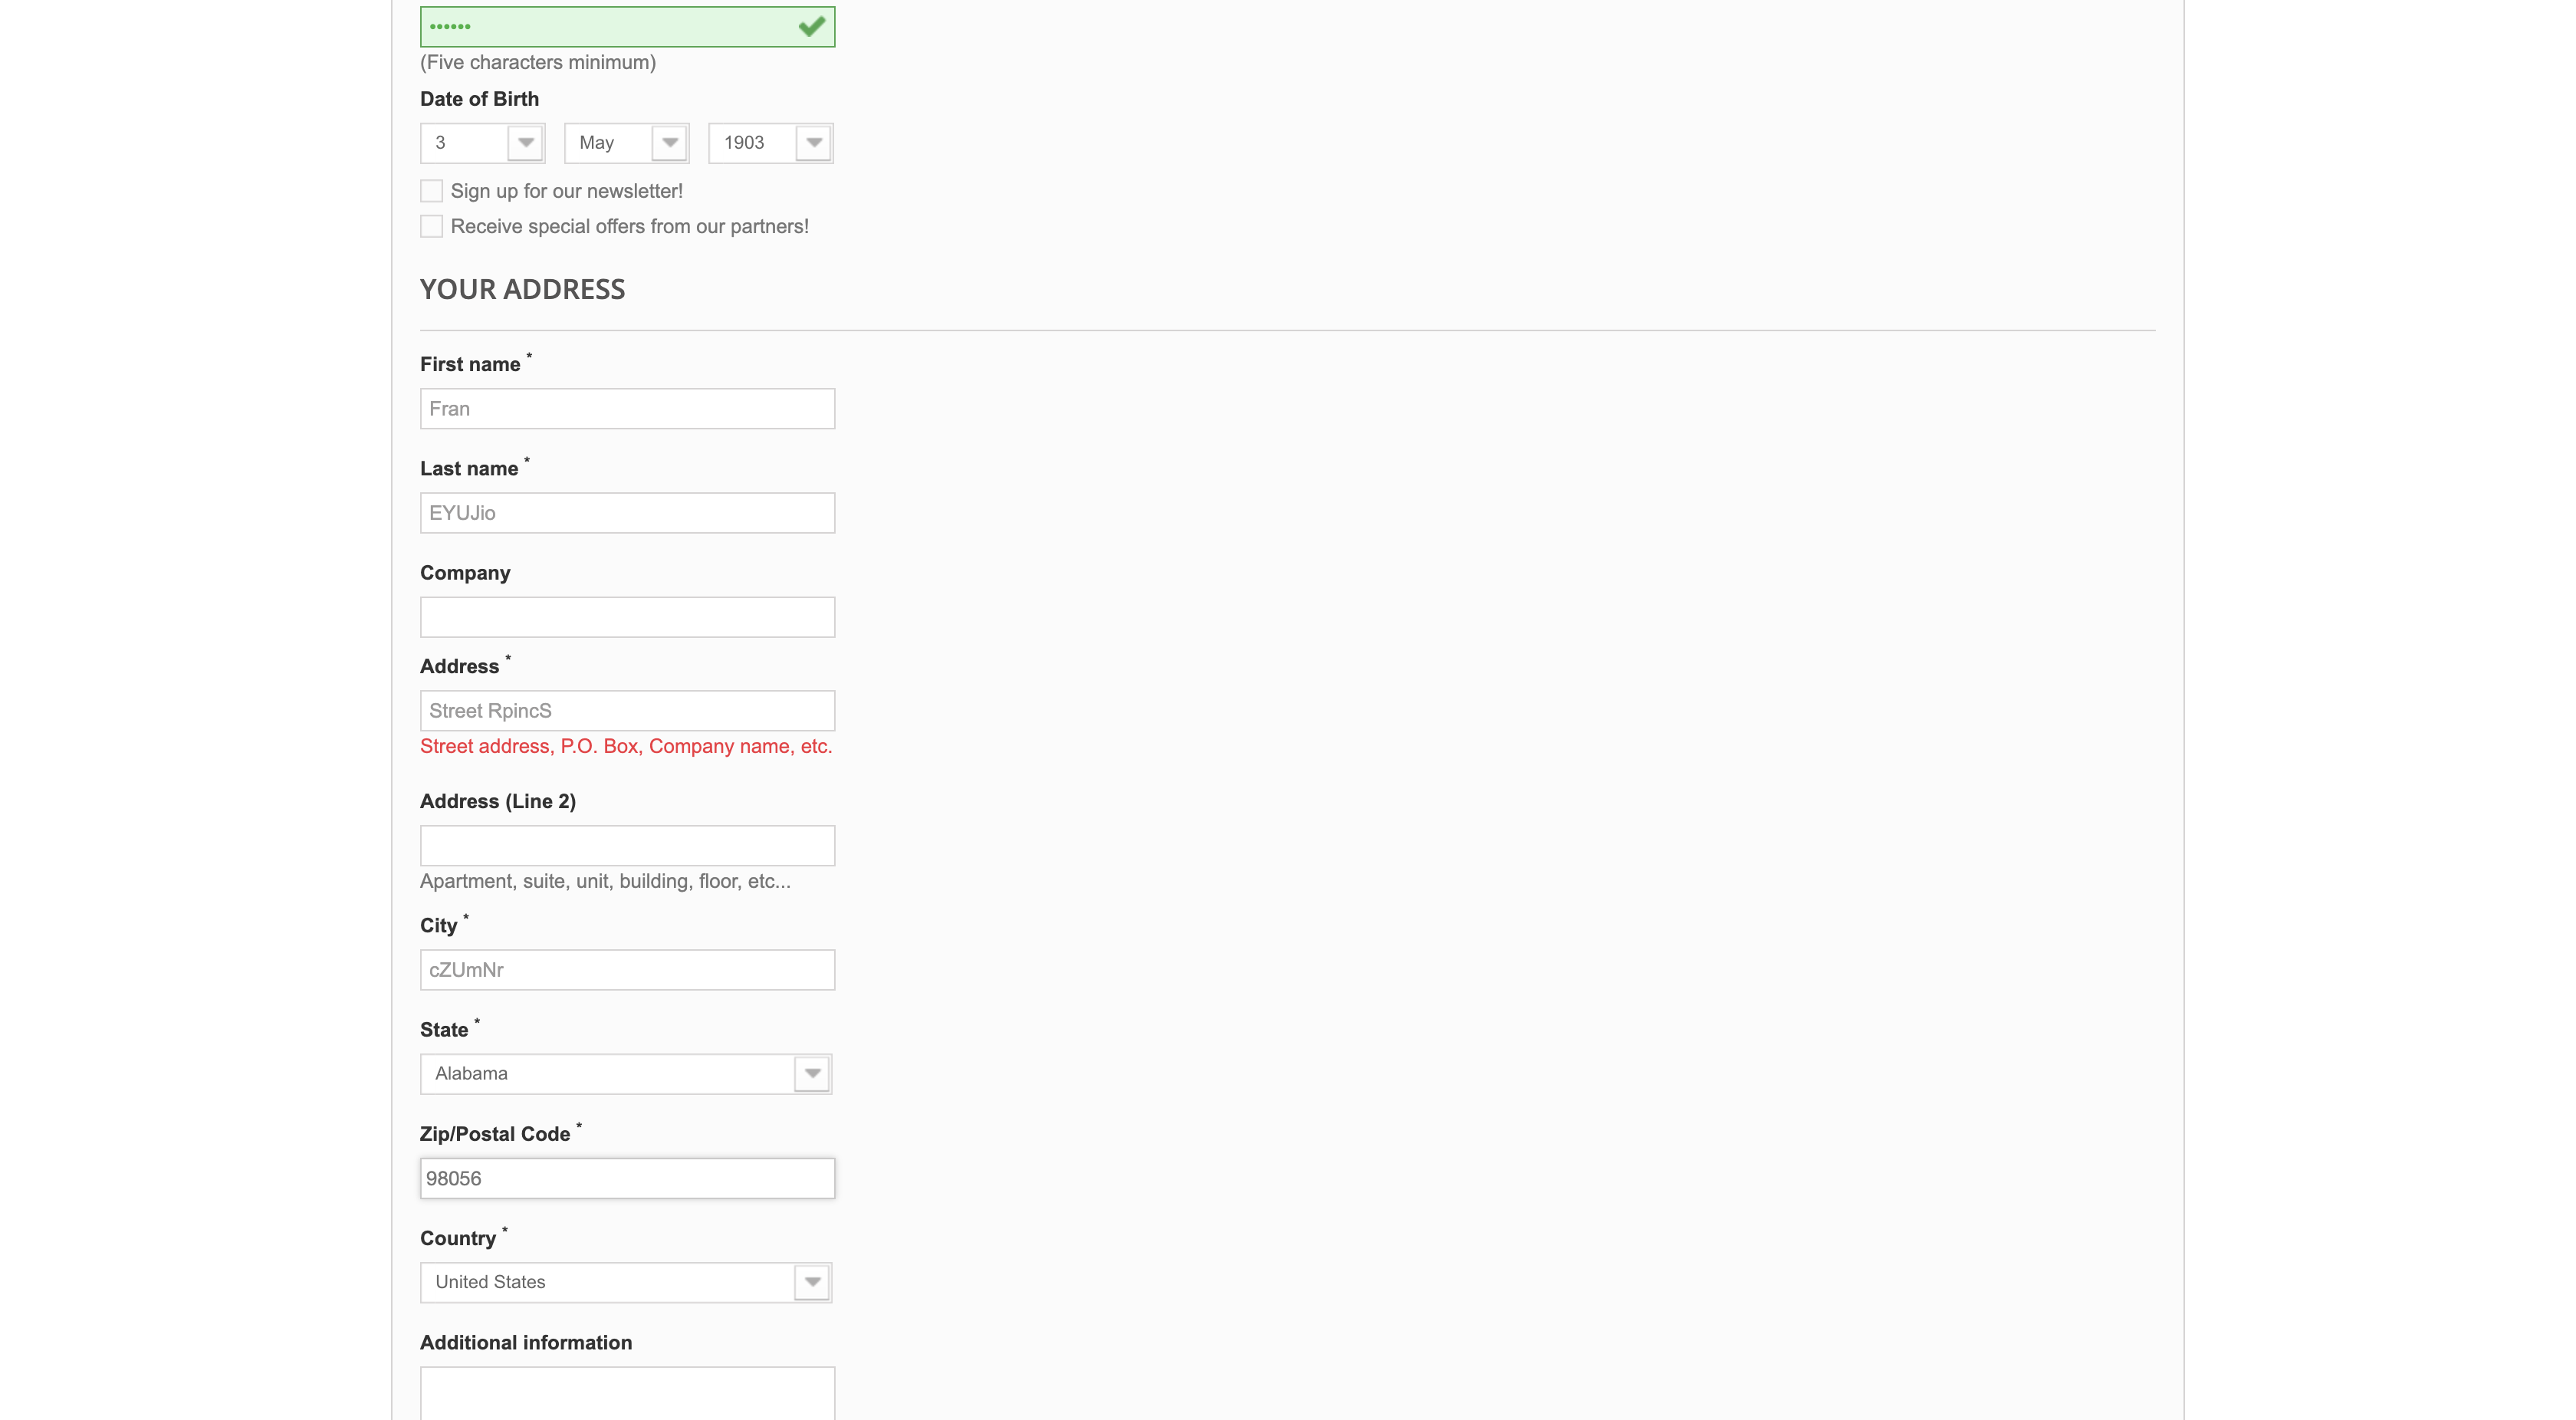 ••••••
(Five characters minimum)
Date of Birth
3 May 1903
Sign up for our newsletter!
Receive special offers from our partners!
YOUR ADDRESS
First name *
Fran
Last name *
EYUJio
Company
Address *
Street RpincS
Street address, P.O. Box, Company name, etc.
Address (Line 2)
Apartment, suite, unit, building, floor, etc...
City *
cZUmNr
State *
Alabama
Zip/Postal Code *
98056
Country *
United States
Additional information